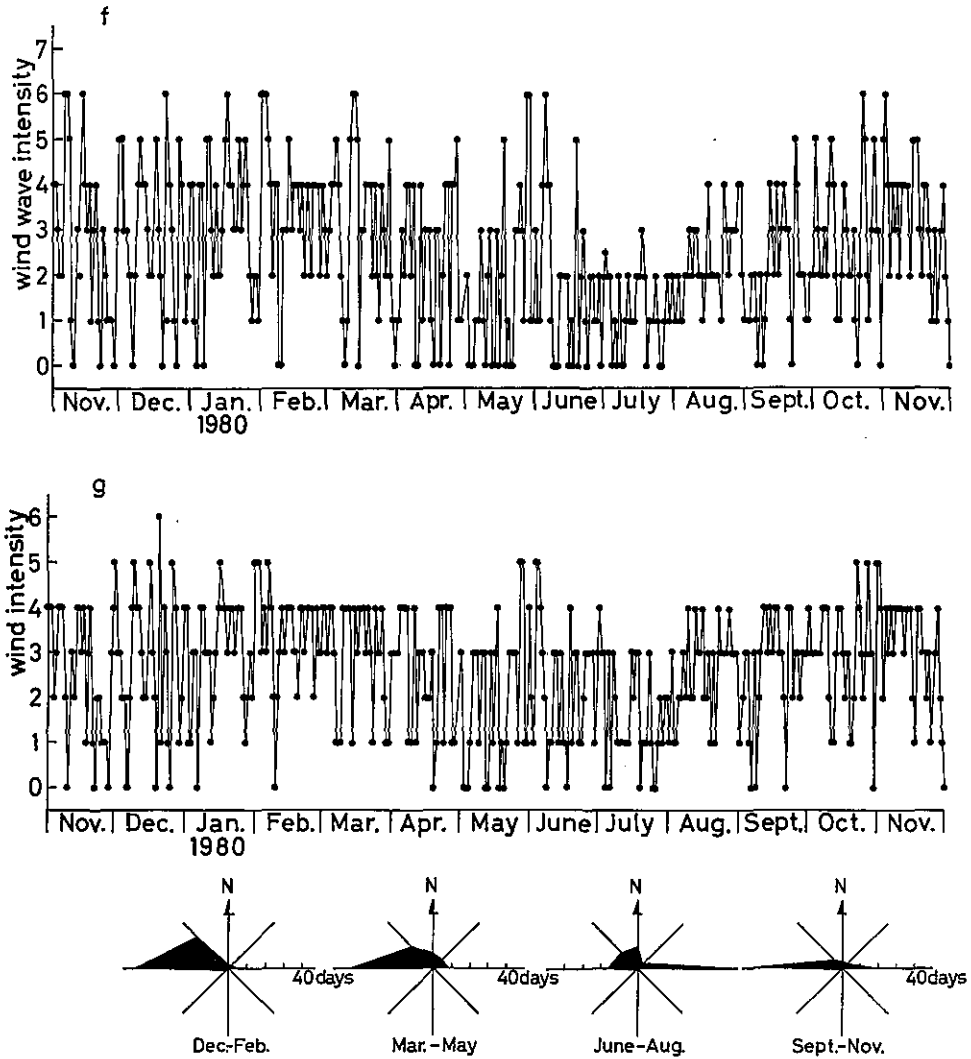 f
wind wave intensity
7
6
5
4
3
2
1
0
Nov. Dec. Jan. Feb. Mar. Apr. May June July Aug. Sept. Oct. Nov.
1980
g
wind intensity
6
5
4
3
2
1
0
Nov. Dec. Jan. Feb. Mar. Apr. May June July Aug. Sept. Oct. Nov.
1980
N N N N
40days 40days 40days 40days
Dec.-Feb. Mar.-May June-Aug. Sept.-Nov.